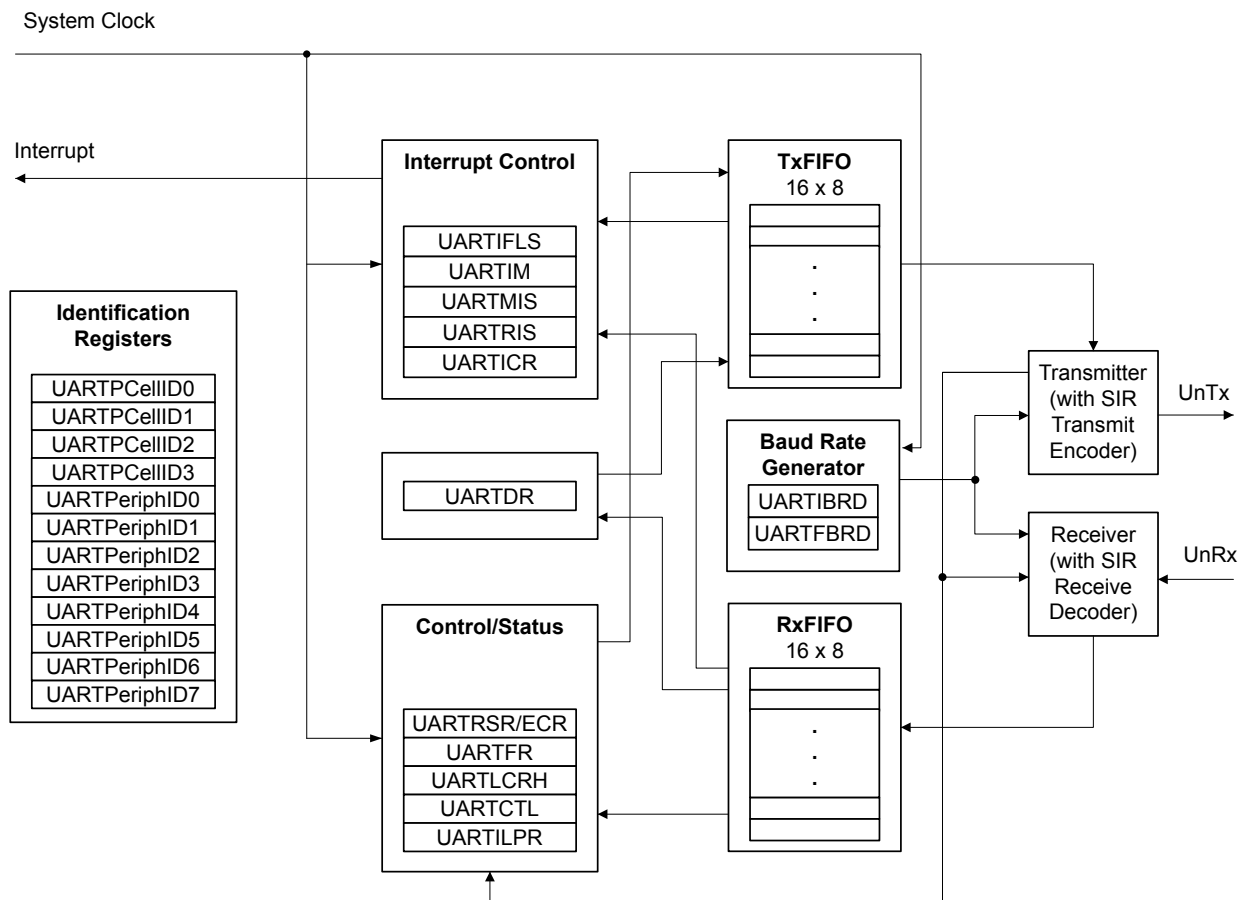 System Clock
Interrupt
Identification
Registers
UARTPCellID0
UARTPCellID1
UARTPCellID2
UARTPCellID3
UARTPeriphID0
UARTPeriphID1
UARTPeriphID2
UARTPeriphID3
UARTPeriphID4
UARTPeriphID5
UARTPeriphID6
UARTPeriphID7
Interrupt Control
UARTIFLS
UARTIM
UARTMIS
UARTRIS
UARTICR
UARTDR
Control/Status
UARTRSR/ECR
UARTFR
UARTLCRH
UARTCTL
UARTILPR
TxFIFO
16 x 8
.
.
.
Baud Rate
Generator
UARTIBRD
UARTFBRD
RxFIFO
16 x 8
.
.
.
Transmitter
(with SIR
Transmit
Encoder)
UnTx
Receiver
(with SIR
Receive
Decoder)
UnRx